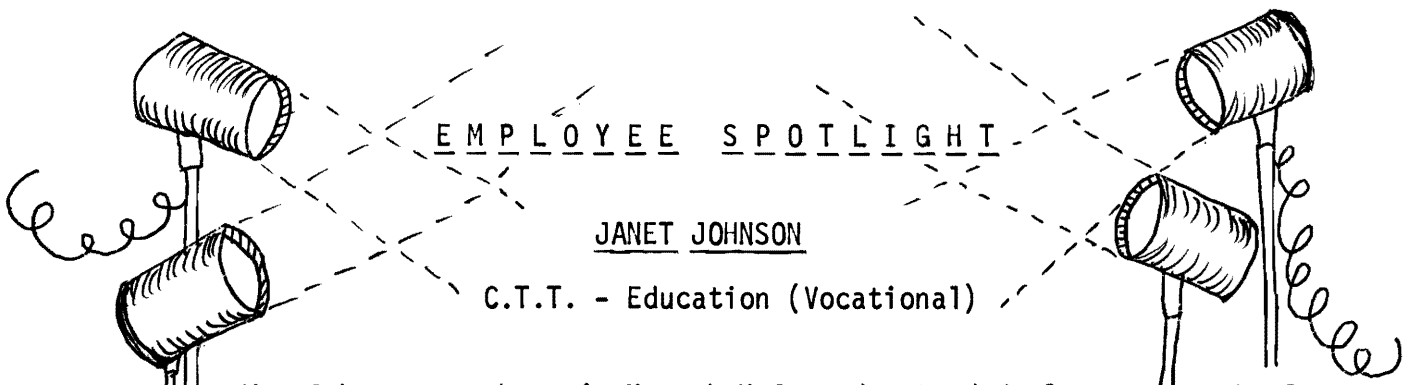 EMPLOYEE SPOTLIGHT
JANET JOHNSON
C.T.T. - Education (Vocational)